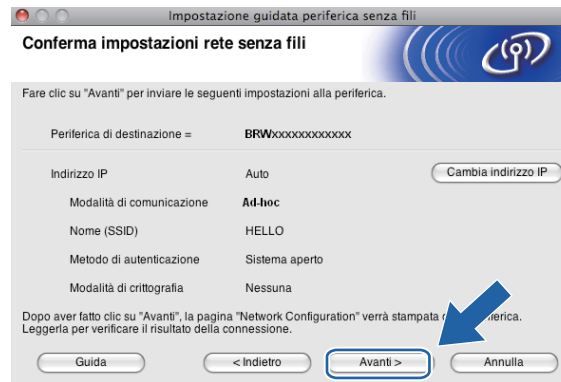 Impostazione guidata periferica senza fili
Conferma impostazioni rete senza fili
Fare clic su "Avanti" per inviare le seguenti impostazioni alla periferica.
Periferica di destinazione = BRWxxxxxxxxxxxx
Indirizzo IP Auto Cambia indirizzo IP
Modalità di comunicazione Ad-hoc
Nome (SSID) HELLO
Metodo di autenticazione Sistema aperto
Modalità di crittografia Nessuna
Dopo aver fatto clic su "Avanti", la pagina "Network Configuration" verrà stampata
Leggerla per verificare il risultato della connessione.
Guida < Indietro Avanti > Annulla